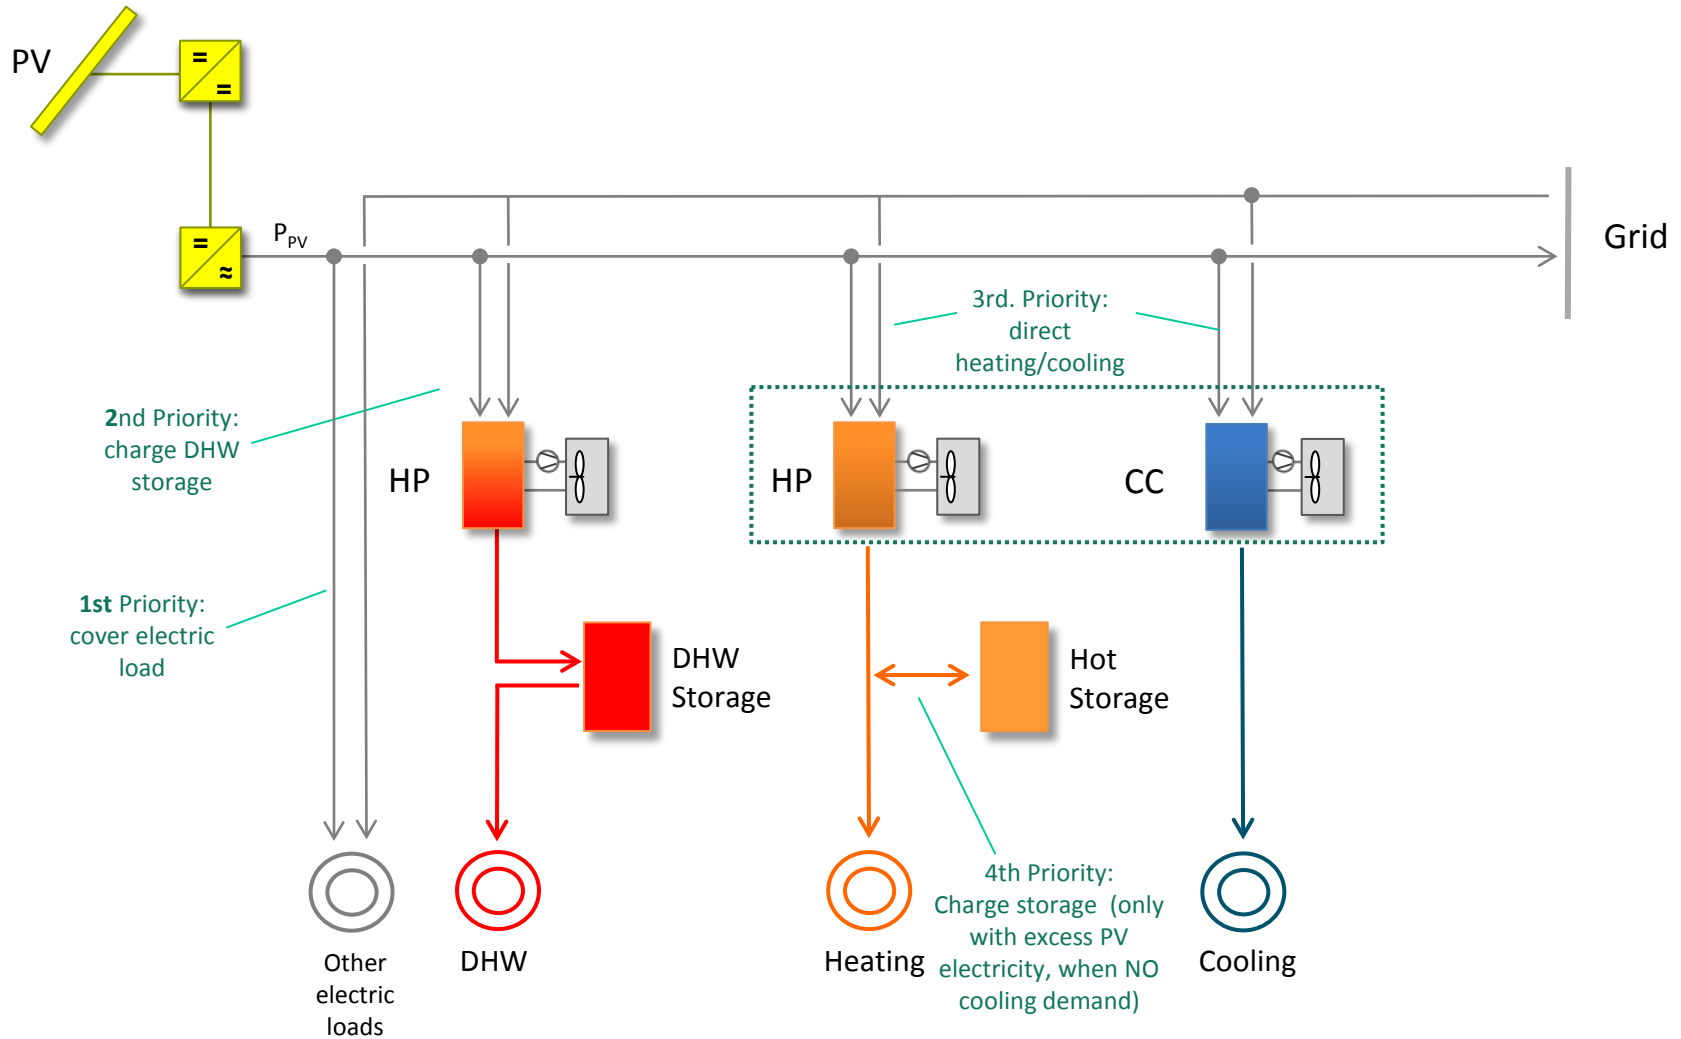 PV
=
=
=
≈
P_PV
Grid
3rd. Priority:
direct
heating/cooling
2nd Priority:
charge DHW
storage
HP
HP
CC
1st Priority:
cover electric
load
DHW
Storage
Hot
Storage
4th Priority:
Charge storage (only
with excess PV
electricity, when NO
cooling demand)
Other
electric
loads
DHW
Heating
Cooling